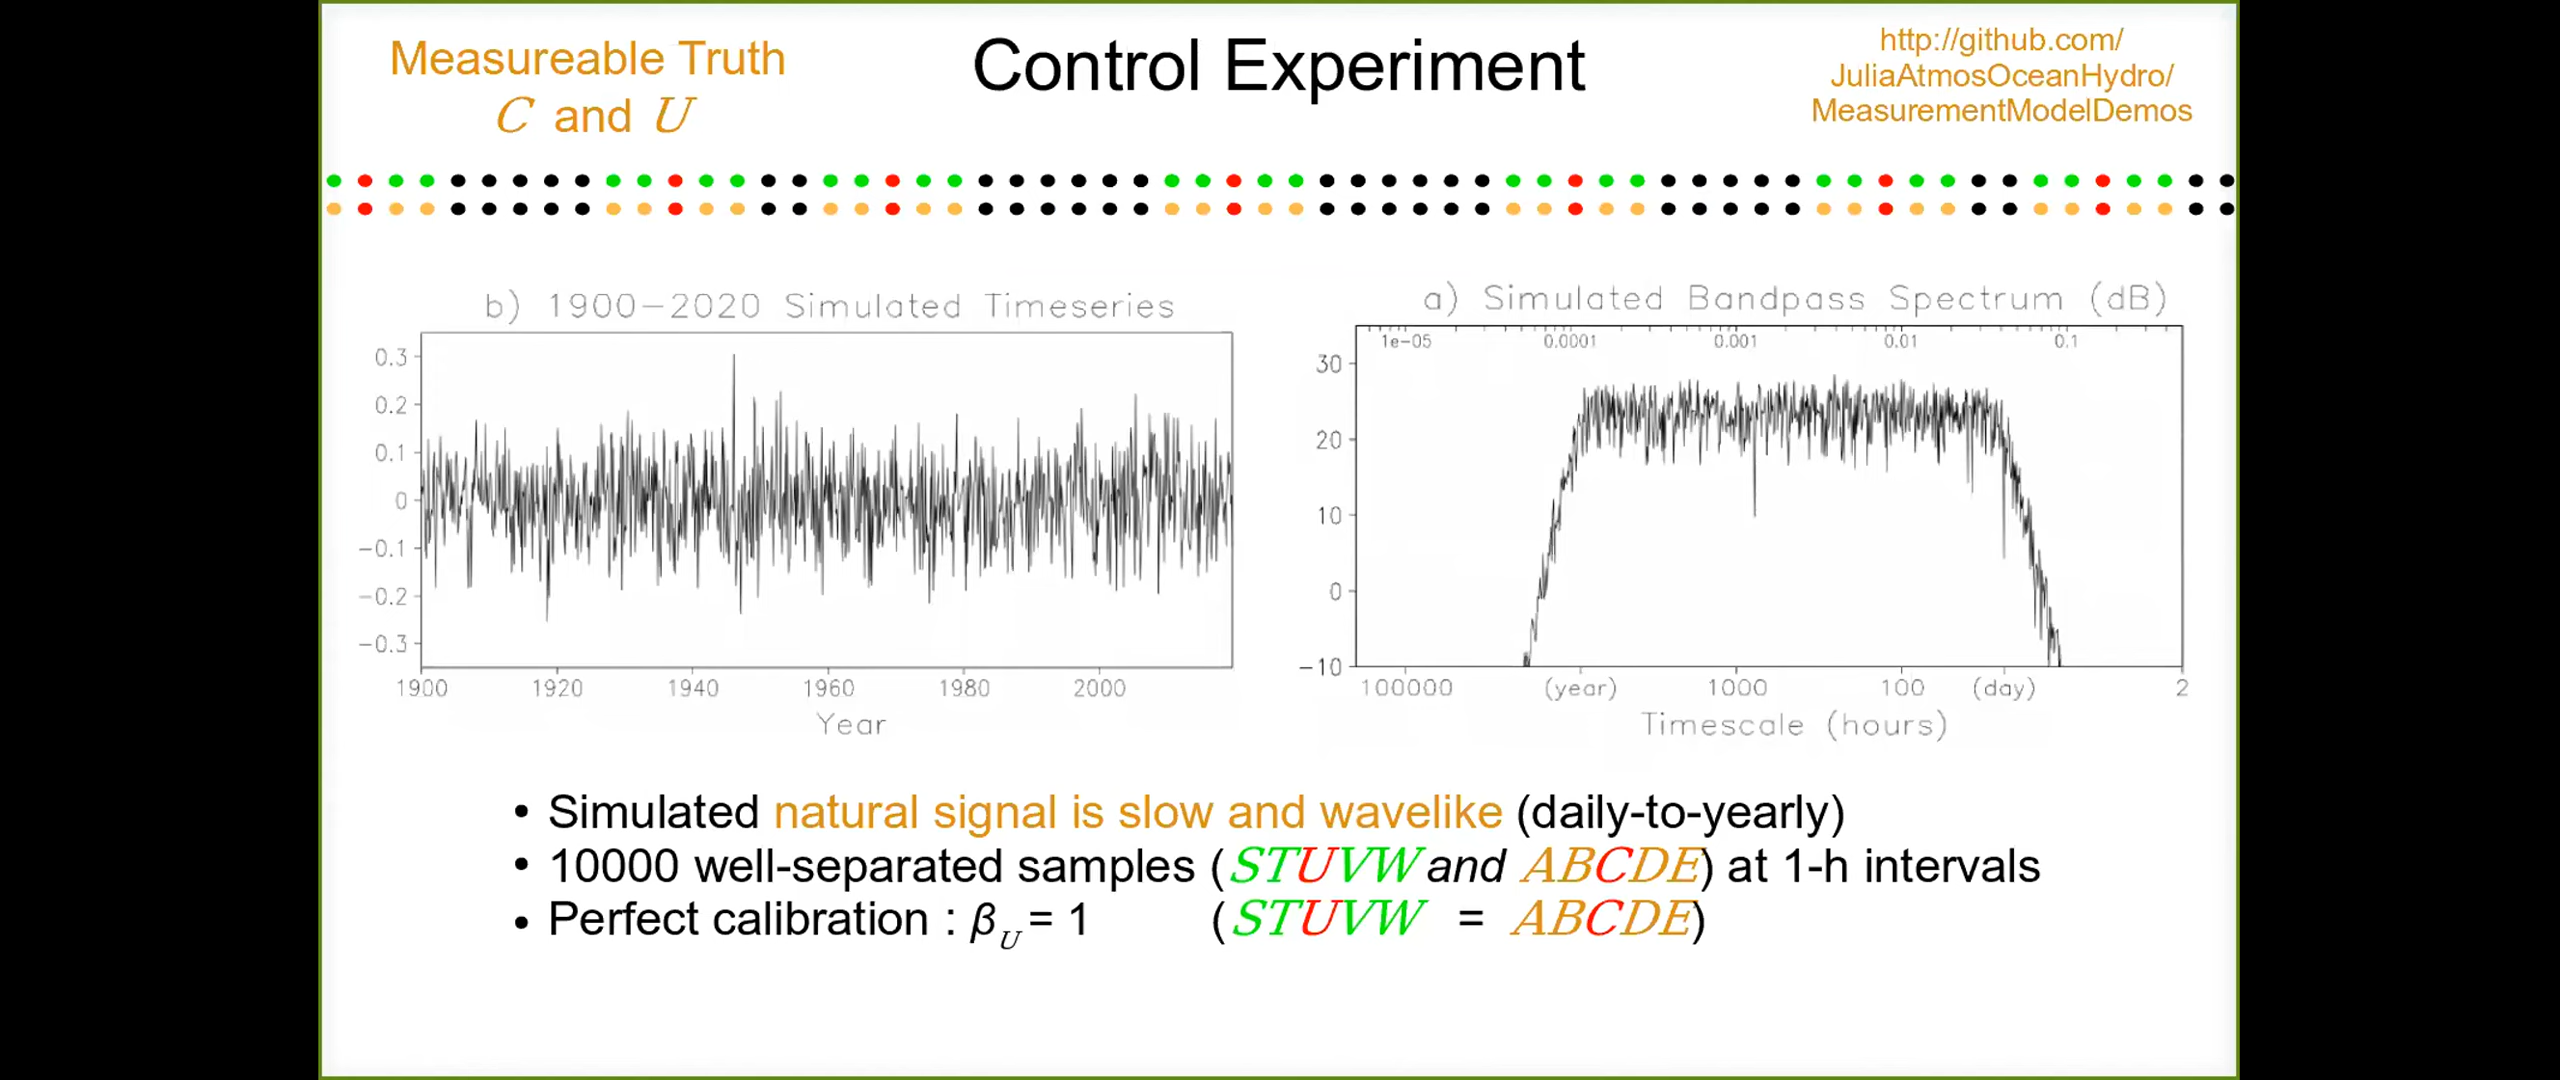 Measureable Truth
C and U
Control Experiment
http://github.com/
JuliaAtmosOceanHydro/
MeasurementModelDemos
b) 1900−2020 Simulated Timeseries
0.3
0.2
0.1
0
−0.1
−0.2
−0.3
1900 1920 1940 1960 1980 2000
Year
a) Simulated Bandpass Spectrum (dB)
1e−05 0.0001 0.001 0.01 0.1
30
20
10
0
−10
100000 (year) 1000 100 (day) 2
Timescale (hours)
• Simulated natural signal is slow and wavelike (daily-to-yearly)
• 10000 well-separated samples (STUVW and ABCDE) at 1-h intervals
• Perfect calibration : βU = 1 (STUVW = ABCDE)